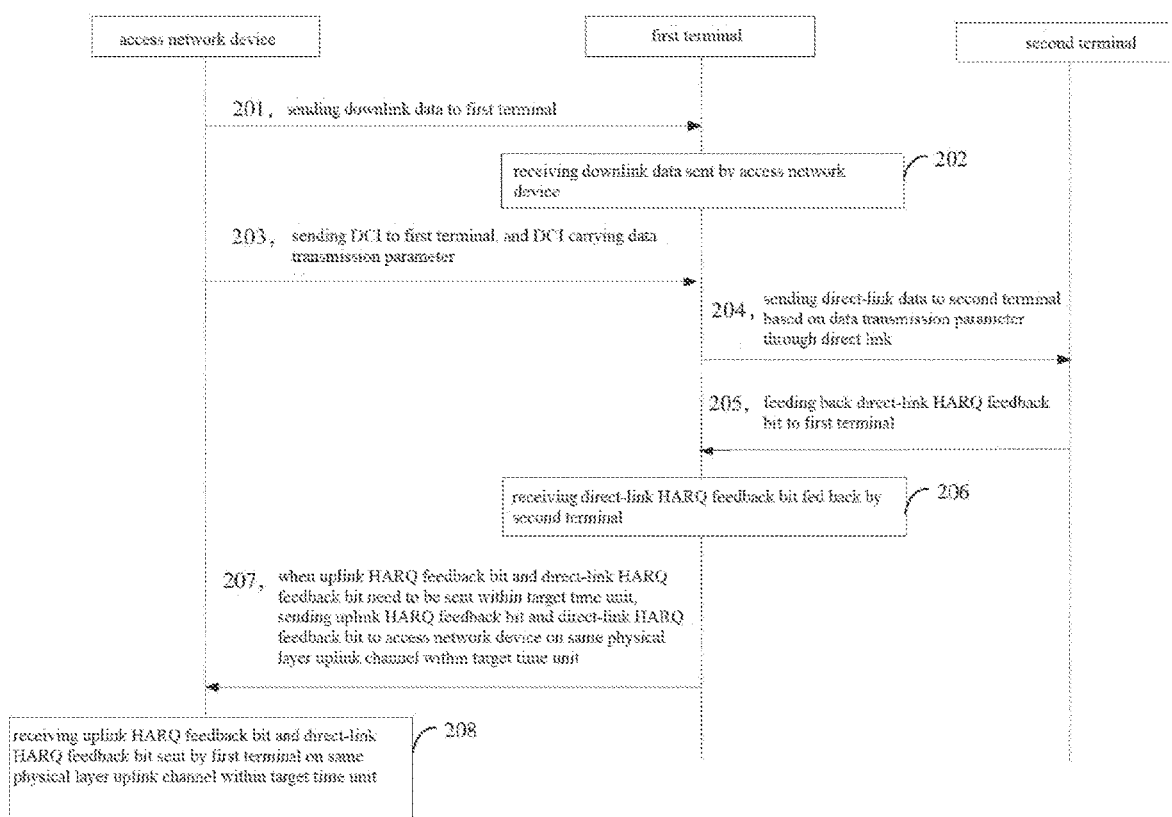 access network device
first terminal
second terminal
201, sending downlink data to first terminal
202
receiving downlink data sent by access network
device
203, sending DCI to first terminal, and DCI carrying data
transmission parameter
204, sending direct-link data to second terminal
based on data transmission parameter
through direct link
205, feeding back direct-link HARQ feedback
bit to first terminal
206
receiving direct-link HARQ feedback bit fed back by
second terminal
207, when uplink HARQ feedback bit and direct-link HARQ
feedback bit need to be sent within target time unit,
sending uplink HARQ feedback bit and direct-link HARQ
feedback bit to access network device on same physical
layer uplink channel within target time unit
208
receiving uplink HARQ feedback bit and direct-link
HARQ feedback bit sent by first terminal on same
physical layer uplink channel within target time unit